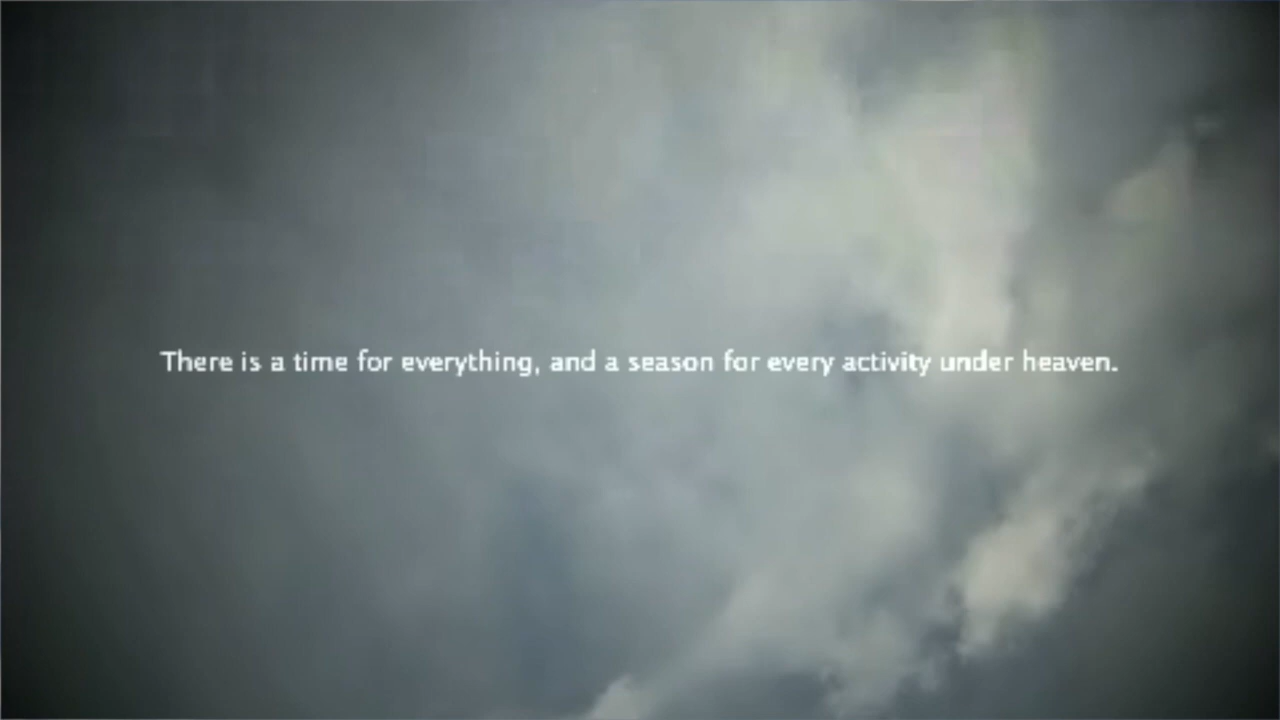 There is a time for everything, and a season for every activity under heaven.